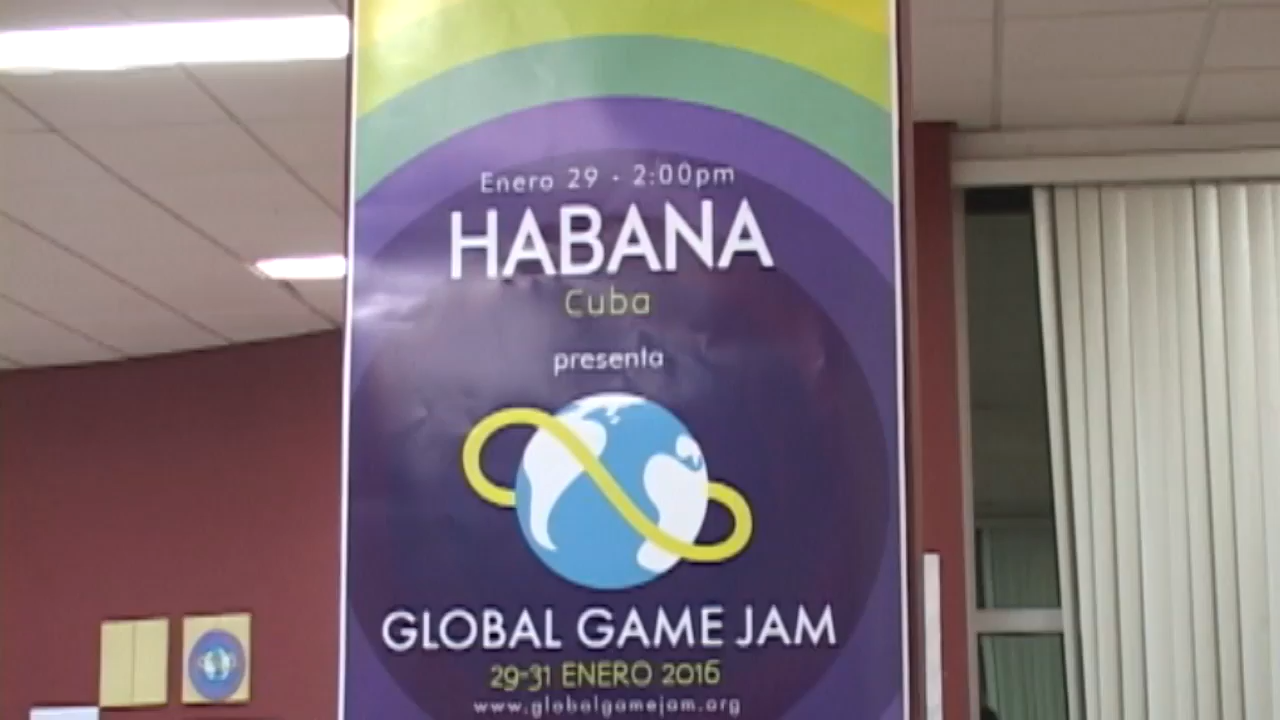 Enero 29 - 2:00pm
HABANA
Cuba
presenta
GLOBAL GAME JAM
29-31 ENERO 2016
www.globalgamejam.org